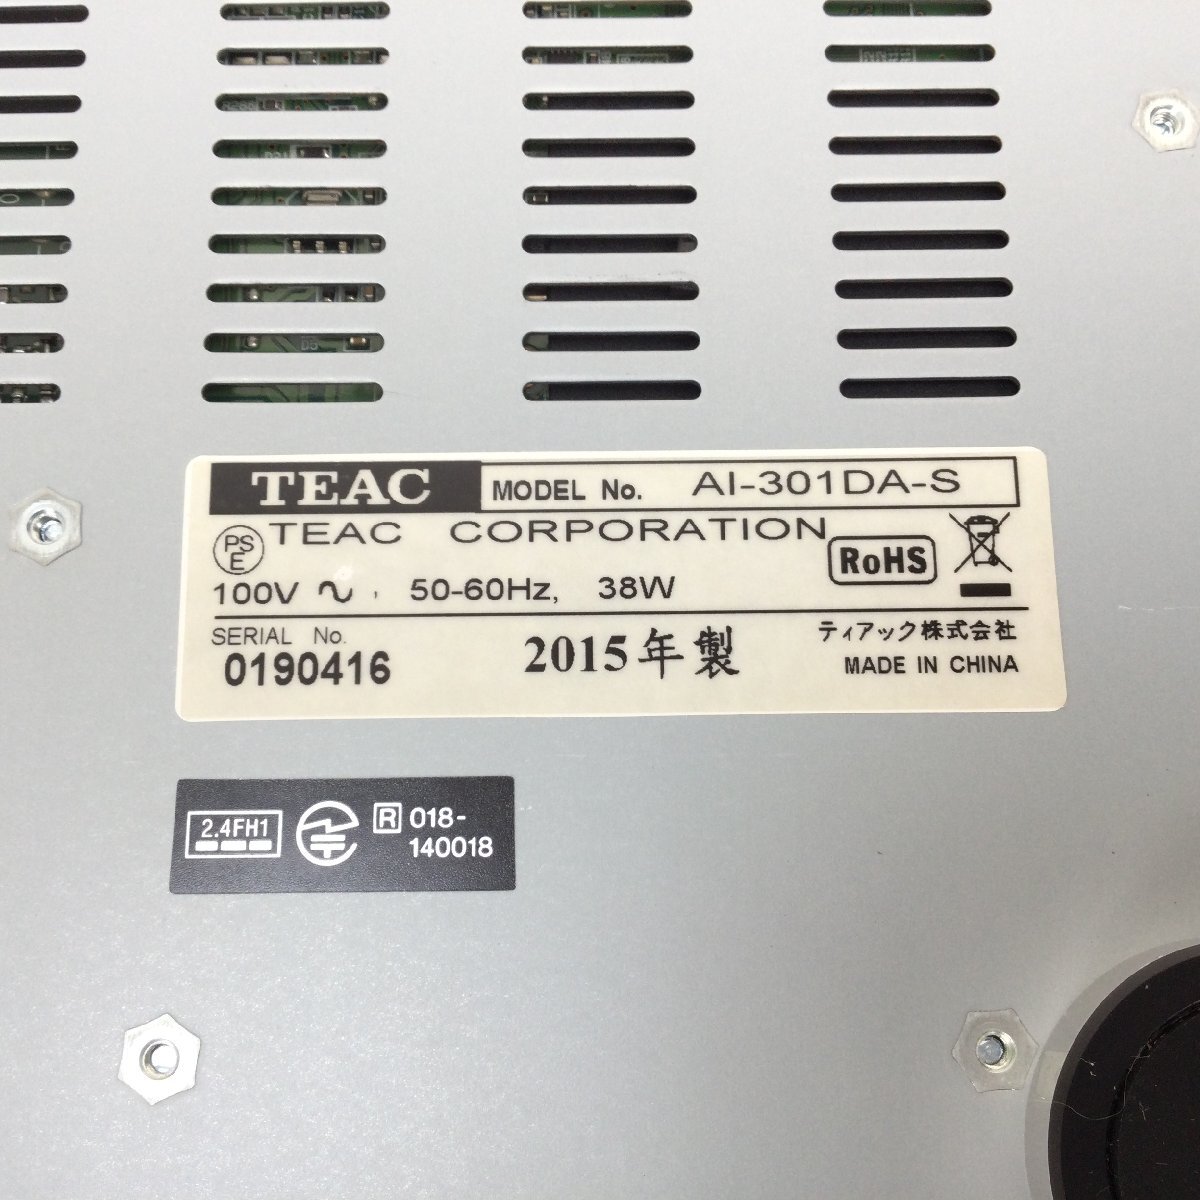 TEAC MODEL No. AI-301DA-S
PSE TEAC CORPORATION
RoHS
100V ~, 50-60Hz, 38W
SERIAL No.
0190416
2015年製
ティアック株式会社
MADE IN CHINA
2.4FH1
R 018-
140018